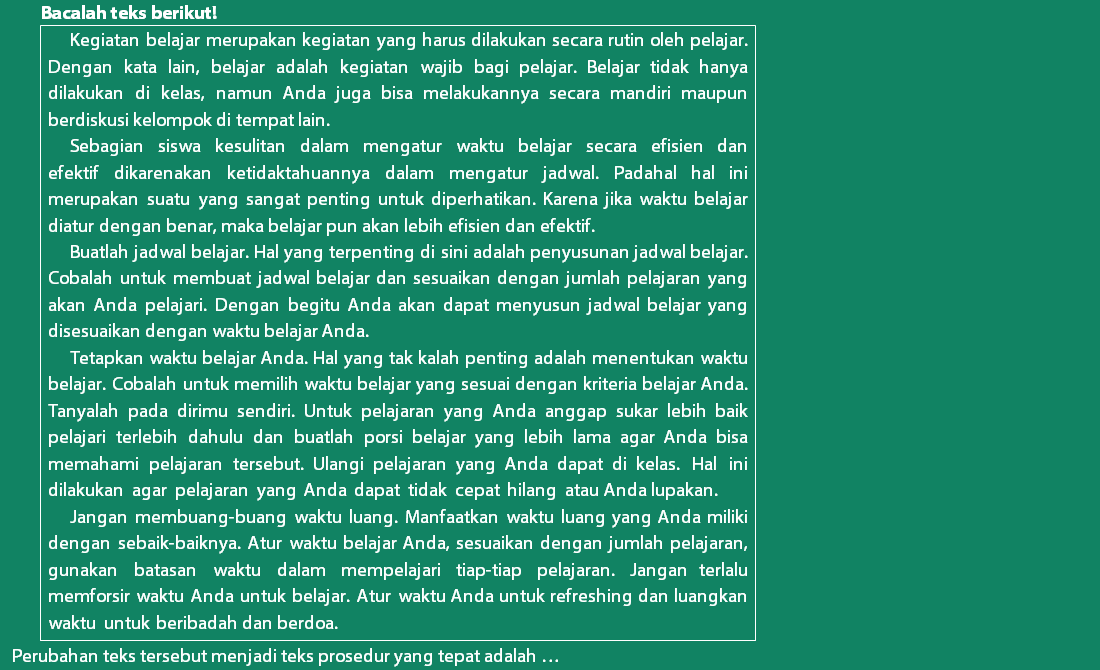 Bacalah teks berikut!
Kegiatan belajar merupakan kegiatan yang harus dilakukan secara rutin oleh pelajar.
Dengan kata lain, belajar adalah kegiatan wajib bagi pelajar. Belajar tidak hanya
dilakukan di kelas, namun Anda juga bisa melakukannya secara mandiri maupun
berdiskusi kelompok di tempat lain.
Sebagian siswa kesulitan dalam mengatur waktu belajar secara efisien dan
efektif dikarenakan ketidaktahuannya dalam mengatur jadwal. Padahal hal ini
merupakan suatu yang sangat penting untuk diperhatikan. Karena jika waktu belajar
diatur dengan benar, maka belajar pun akan lebih efisien dan efektif.
Buatlah jadwal belajar. Hal yang terpenting di sini adalah penyusunan jadwal belajar.
Cobalah untuk membuat jadwal belajar dan sesuaikan dengan jumlah pelajaran yang
akan Anda pelajari. Dengan begitu Anda akan dapat menyusun jadwal belajar yang
disesuaikan dengan waktu belajar Anda.
Tetapkan waktu belajar Anda. Hal yang tak kalah penting adalah menentukan waktu
belajar. Cobalah untuk memilih waktu belajar yang sesuai dengan kriteria belajar Anda.
Tanyalah pada dirimu sendiri. Untuk pelajaran yang Anda anggap sukar lebih baik
pelajari terlebih dahulu dan buatlah porsi belajar yang lebih lama agar Anda bisa
memahami pelajaran tersebut. Ulangi pelajaran yang Anda dapat di kelas. Hal ini
dilakukan agar pelajaran yang Anda dapat tidak cepat hilang atau Anda lupakan.
Jangan membuang-buang waktu luang. Manfaatkan waktu luang yang Anda miliki
dengan sebaik-baiknya. Atur waktu belajar Anda, sesuaikan dengan jumlah pelajaran,
gunakan batasan waktu dalam mempelajari tiap-tiap pelajaran. Jangan terlalu
memforsir waktu Anda untuk belajar. Atur waktu Anda untuk refreshing dan luangkan
waktu untuk beribadah dan berdoa.
Perubahan teks tersebut menjadi teks prosedur yang tepat adalah ...